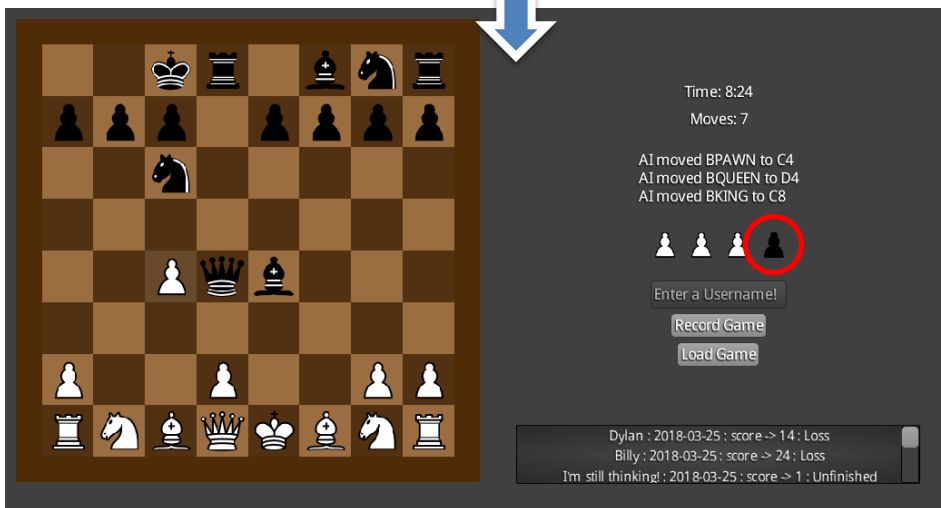 Time: 8:24
Moves: 7
AI moved BPAWN to C4
AI moved BQUEEN to D4
AI moved BKING to C8
Enter a Username!
Record Game
Load Game
Dylan : 2018-03-25 : score -> 14 : Loss
Billy : 2018-03-25 : score -> 24 : Loss
I'm still thinking! : 2018-03-25 : score -> 1 : Unfinished